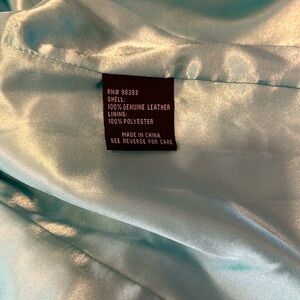 RN# 98393
SHELL:
100% GENUINE LEATHER
LINING:
100% POLYESTER
MADE IN CHINA
SEE REVERSE FOR CARE